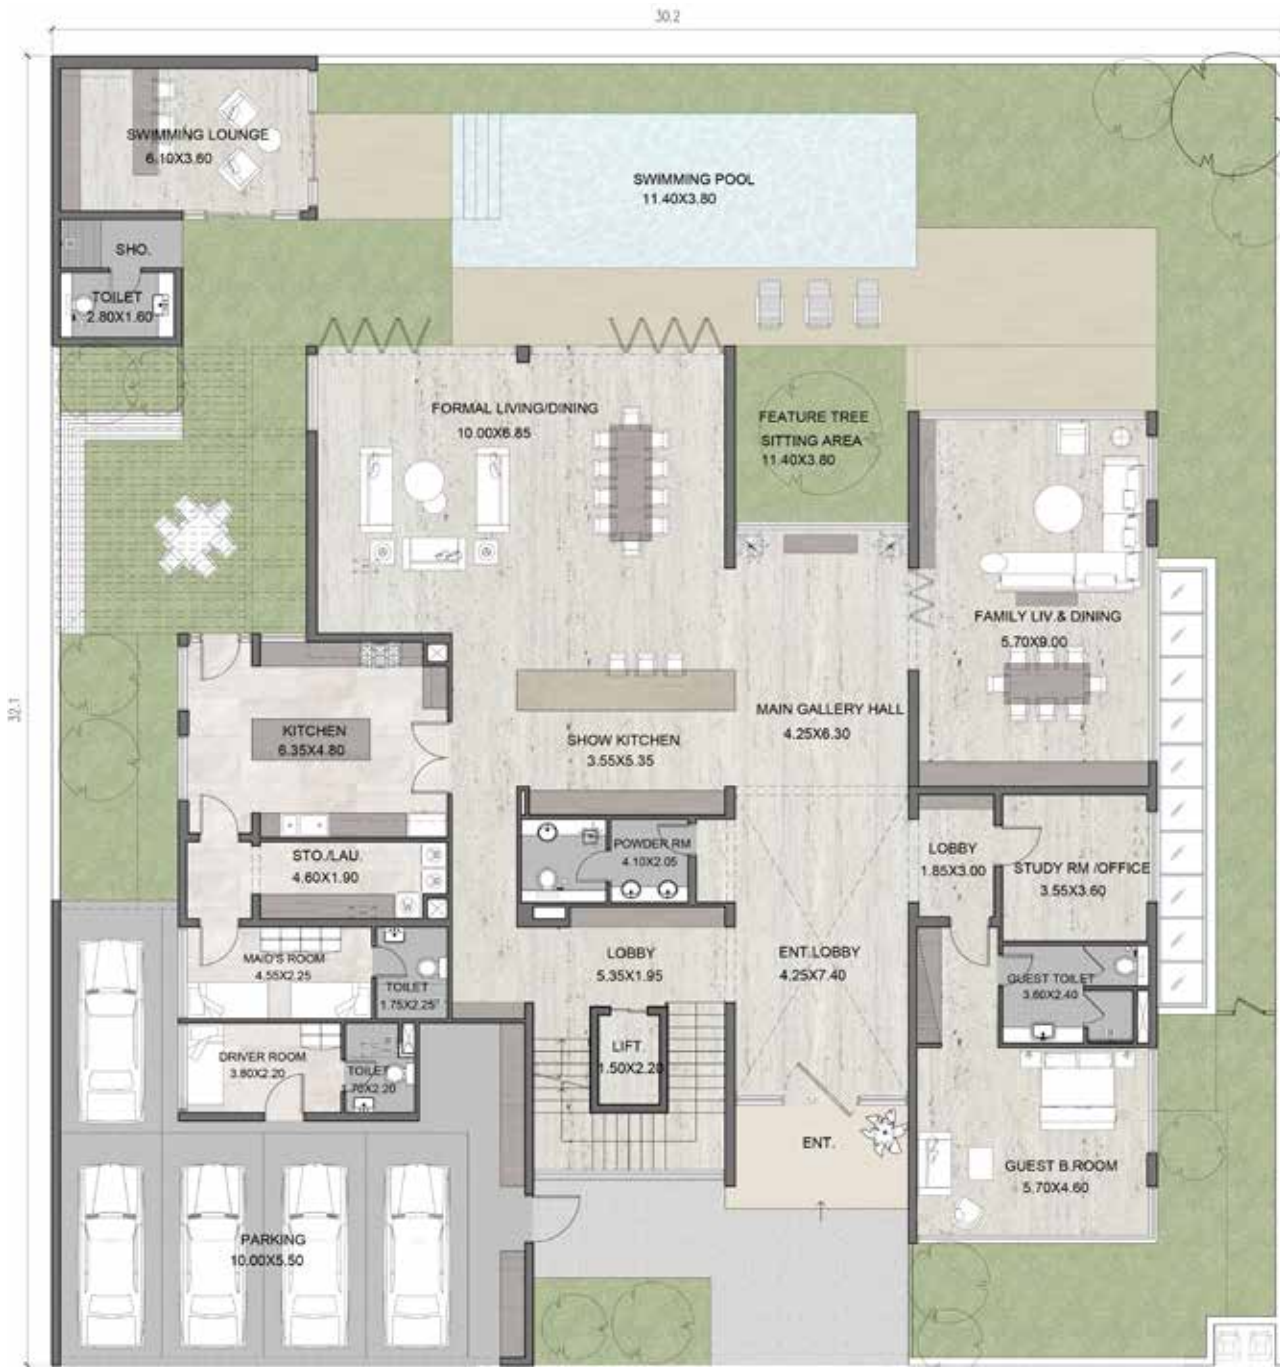 30.2
SWIMMING LOUNGE
6.10X3.60
SWIMMING POOL
11.40X3.80
SHO.
TOILET
2.80X1.60
FORMAL LIVING/DINING
10.00X6.85
FEATURE TREE
SITTING AREA
11.40X3.80
FAMILY LIV.& DINING
5.70X9.00
32.1
KITCHEN
6.35X4.80
SHOW KITCHEN
3.55X5.35
MAIN GALLERY HALL
4.25X6.30
STO./LAU.
4.60X1.90
POWDER RM
4.10X2.05
LOBBY
1.85X3.00
STUDY RM /OFFICE
3.55X3.60
MAID'S ROOM
4.55X2.25
TOILET
1.75X2.25
LOBBY
5.35X1.95
ENT.LOBBY
4.25X7.40
GUEST TOILET
3.60X2.40
DRIVER ROOM
3.80X2.20
TOILET
1.70X2.20
LIFT.
1.50X2.20
ENT.
GUEST B.ROOM
5.70X4.60
PARKING
10.00X5.50